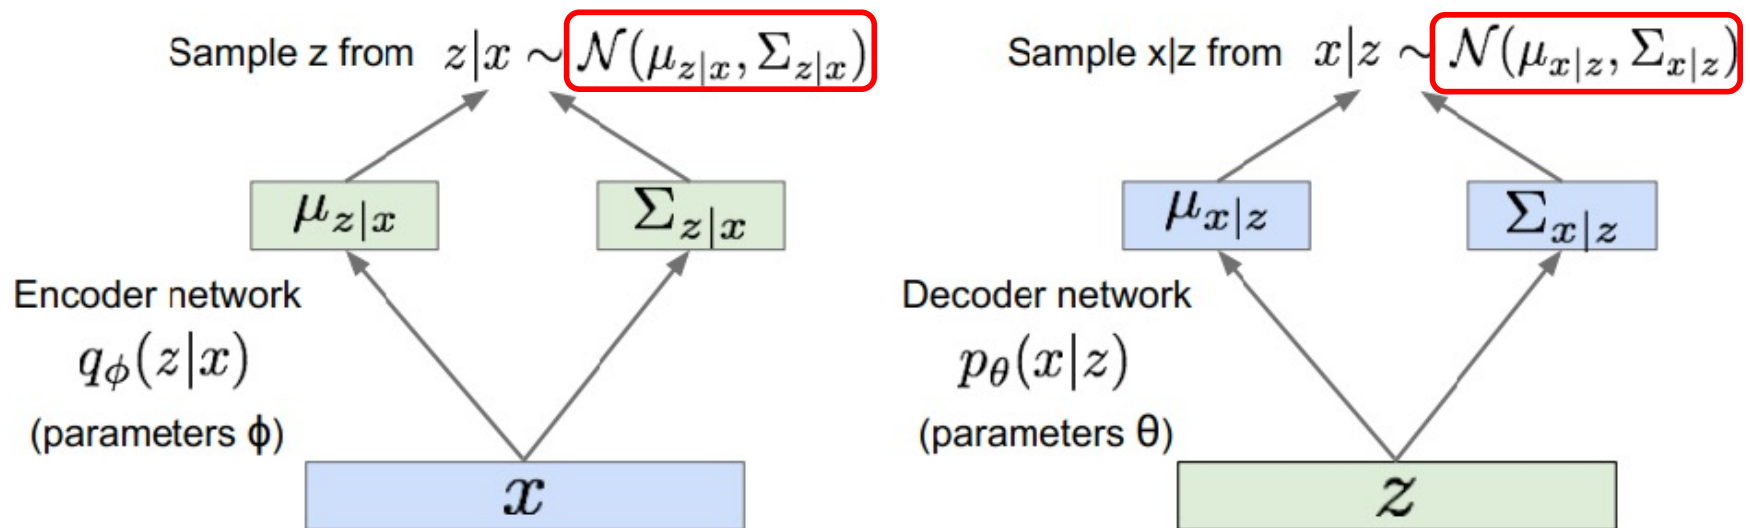 Sample z from z|x ∼ 𝒩(μ_{z|x}, Σ_{z|x})
μ_{z|x}
Σ_{z|x}
Encoder network
q_ϕ(z|x)
(parameters ϕ)
x
Sample x|z from x|z ∼ 𝒩(μ_{x|z}, Σ_{x|z})
μ_{x|z}
Σ_{x|z}
Decoder network
p_θ(x|z)
(parameters θ)
z